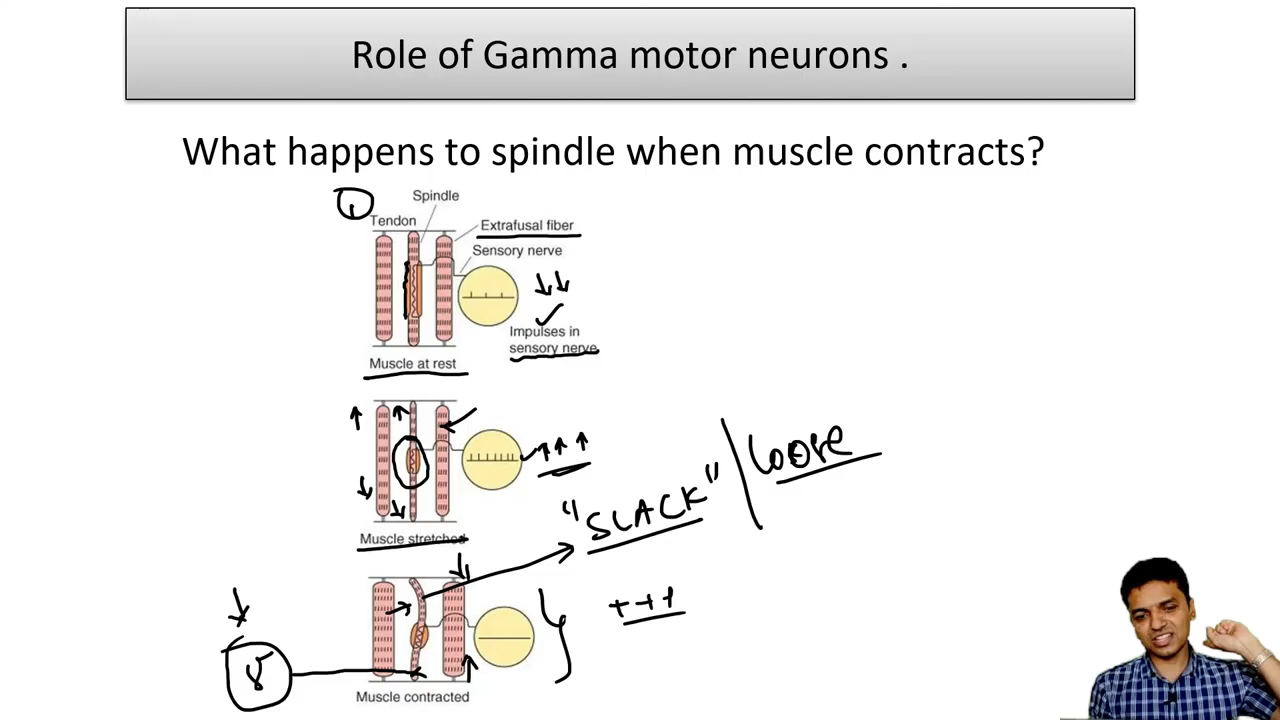 Role of Gamma motor neurons .
What happens to spindle when muscle contracts?
1
Spindle
Tendon
Extrafusal fiber
Sensory nerve
↓↓
Impulses in
sensory nerve
Muscle at rest
↑↑↑
"SLACK" / loose
Muscle stretched
+++
γ
Muscle contracted